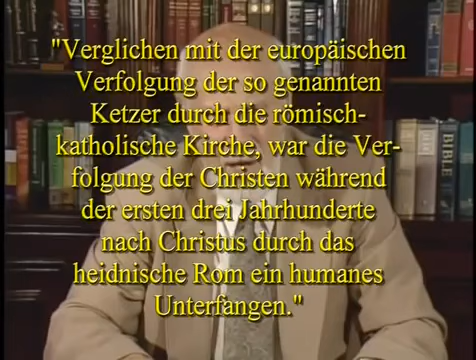 "Verglichen mit der europäischen
Verfolgung der so genannten
Ketzer durch die römisch-
katholische Kirche, war die Ver-
folgung der Christen während
der ersten drei Jahrhunderte
nach Christus durch das
heidnische Rom ein humanes
Unterfangen."
BIBLE